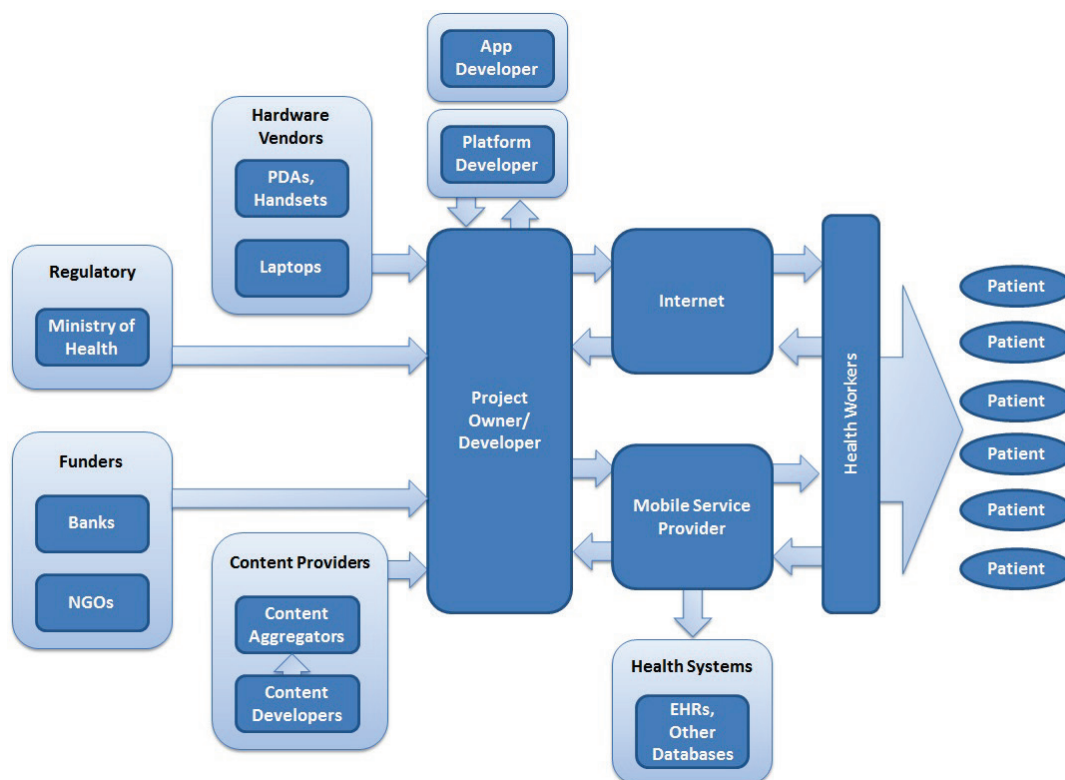 App
Developer
Platform
Developer
Hardware
Vendors
PDAs,
Handsets
Laptops
Regulatory
Ministry of
Health
Funders
Banks
NGOs
Content Providers
Content
Aggregators
Content
Developers
Project
Owner/
Developer
Internet
Mobile Service
Provider
Health Systems
EHRs,
Other
Databases
Health Workers
Patient
Patient
Patient
Patient
Patient
Patient